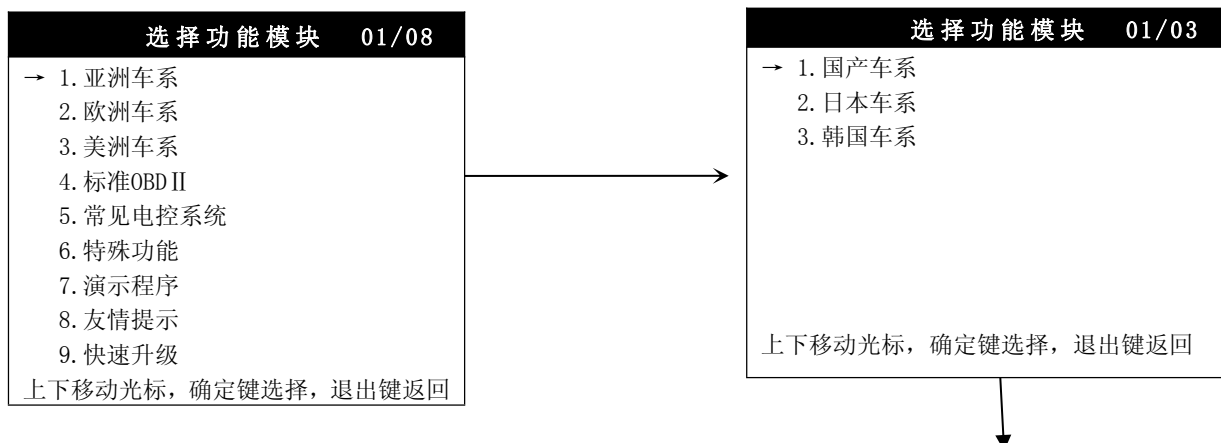 选择功能模块 01/08
→ 1.亚洲车系
2.欧洲车系
3.美洲车系
4.标准OBDⅡ
5.常见电控系统
6.特殊功能
7.演示程序
8.友情提示
9.快速升级
上下移动光标，确定键选择，退出键返回
选择功能模块 01/03
→ 1.国产车系
2.日本车系
3.韩国车系
上下移动光标，确定键选择，退出键返回